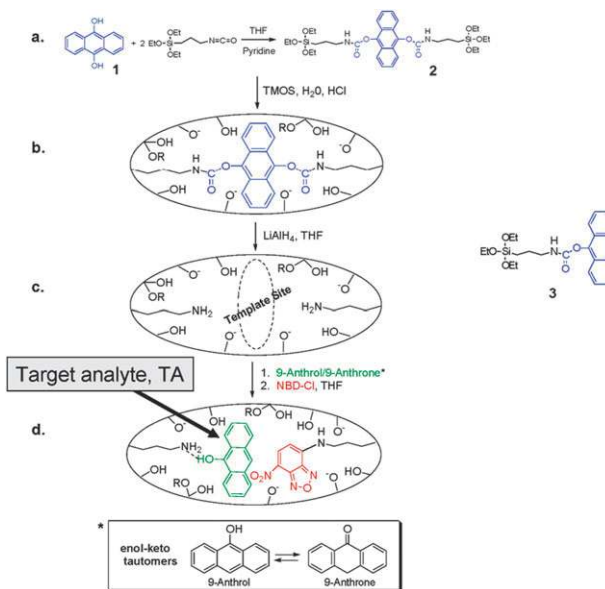 a.
OH
OH
1
+ 2
OEt
EtO-Si
OEt
N=C=O
THF
Pyridine
OEt
EtO-Si
OEt
H
N
C
O
O
O
C
O
H
N
OEt
Si-OEt
OEt
2
TMOS, H₂0, HCl
b.
O⁻
OH
RO
OH
O⁻
OR
H
N
C
O
O
O
C
O
H
N
OH
O⁻
O⁻
HO
LiAlH₄, THF
c.
O⁻
OH
RO
OH
O⁻
OR
NH₂
H₂N
Template Site
OH
O⁻
O⁻
HO
OEt
EtO-Si
OEt
H
N
C
O
O
3
Target analyte, TA
1. 9-Anthrol/9-Anthrone*
2. NBD-Cl, THF
d.
OH
RO
OH
O⁻
NH₂
HO
H
N
O₂N
N
O
N
RO
OH
OH
O⁻
O⁻
⁻O
HO
*
enol-keto
tautomers
OH
9-Anthrol
O
9-Anthrone